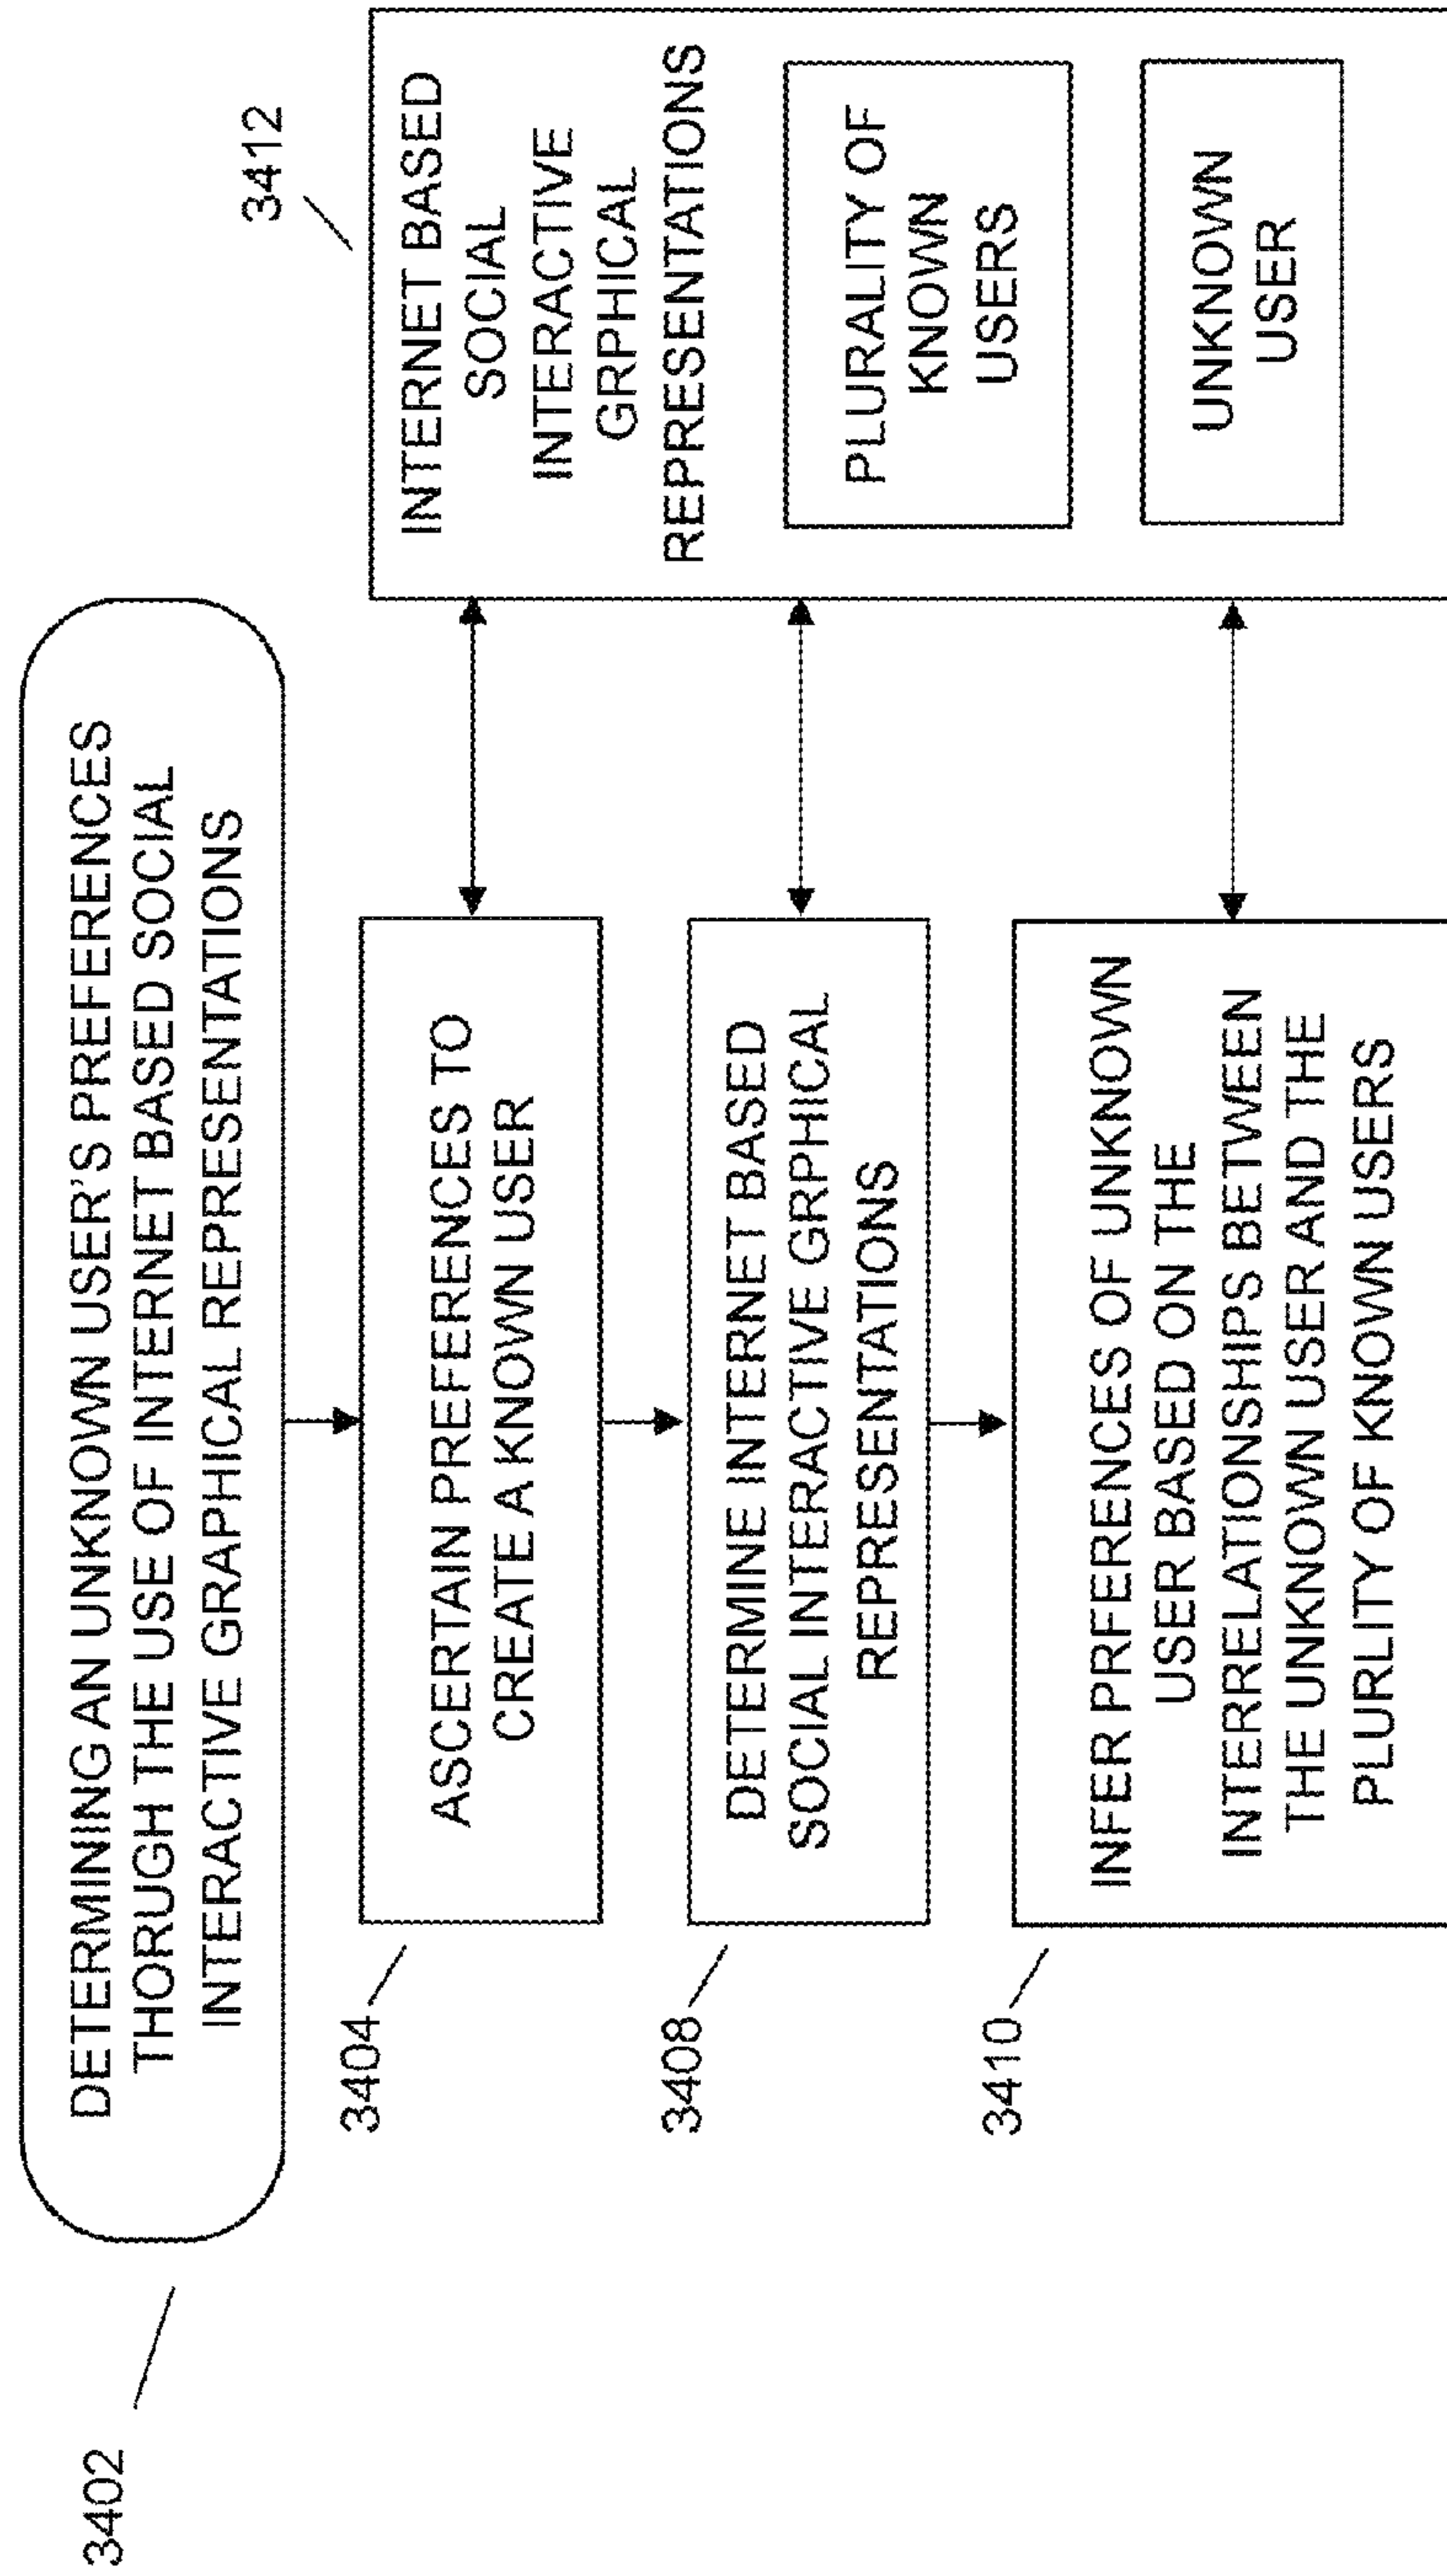 3402
DETERMINING AN UNKNOWN USER'S PREFERENCES
THORUGH THE USE OF INTERNET BASED SOCIAL
INTERACTIVE GRAPHICAL REPRESENTATIONS
3404
ASCERTAIN PREFERENCES TO
CREATE A KNOWN USER
3408
DETERMINE INTERNET BASED
SOCIAL INTERACTIVE GRPHICAL
REPRESENTATIONS
3410
INFER PRFERENCES OF UNKNOWN
USER BASED ON THE
INTERRELATIONSHIPS BETWEEN
THE UNKNOWN USER AND THE
PLURLITY OF KNOWN USERS
3412
INTERNET BASED
SOCIAL
INTERACTIVE
GRPHICAL
REPRESENTATIONS
PLURALITY OF
KNOWN
USERS
UNKNOWN
USER